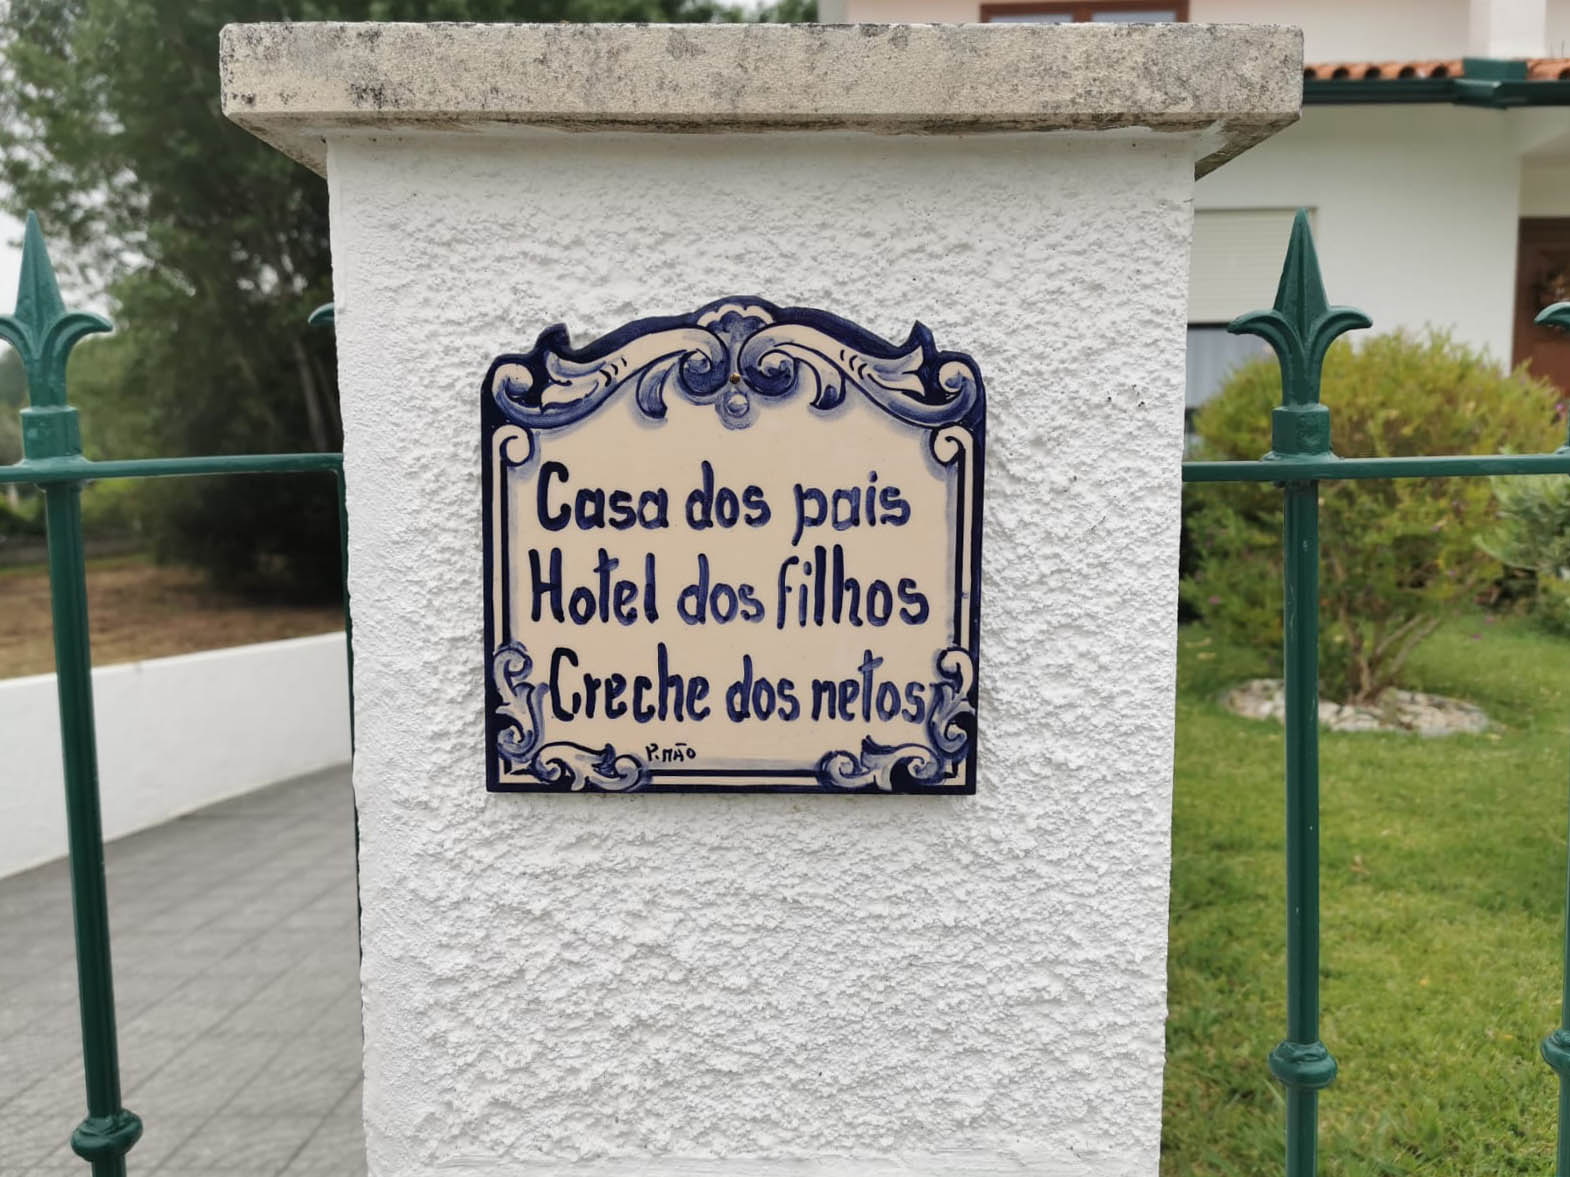 Casa dos pais
Hotel dos filhos
Creche dos netos
P. MÃO